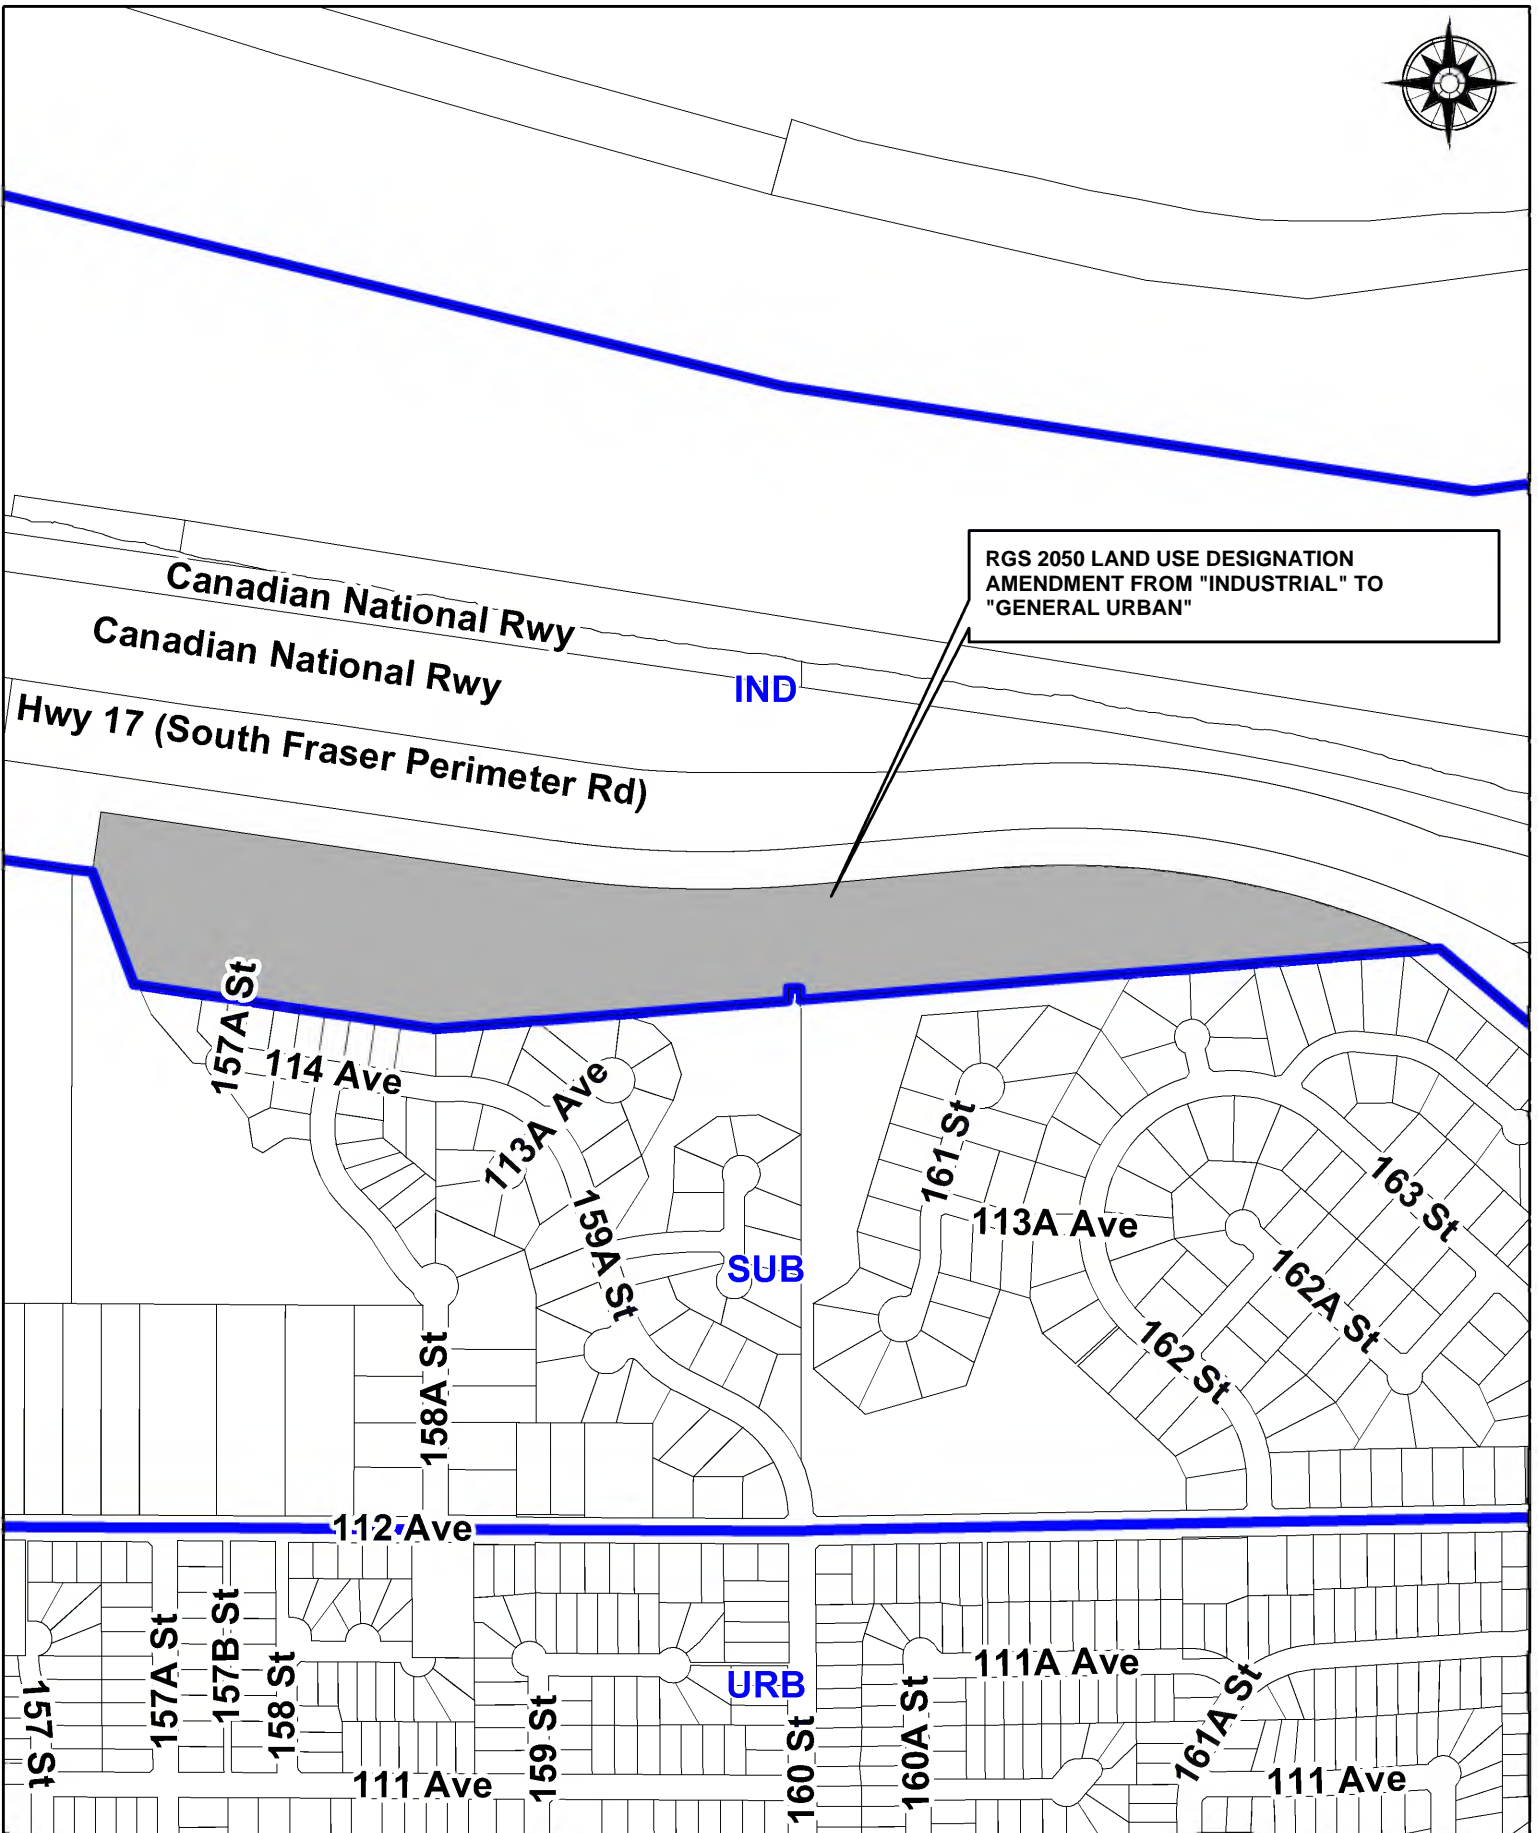 RGS 2050 LAND USE DESIGNATION
AMENDMENT FROM "INDUSTRIAL" TO
"GENERAL URBAN"
Canadian National Rwy
Canadian National Rwy
IND
Hwy 17 (South Fraser Perimeter Rd)
157A St
114 Ave
113A Ave
161 St
163 St
159A St
113A Ave
SUB
162A St
162 St
158A St
112 Ave
157 St
157A St
157B St
158 St
159 St
URB
160 St
160A St
111A Ave
161A St
111 Ave
111 Ave